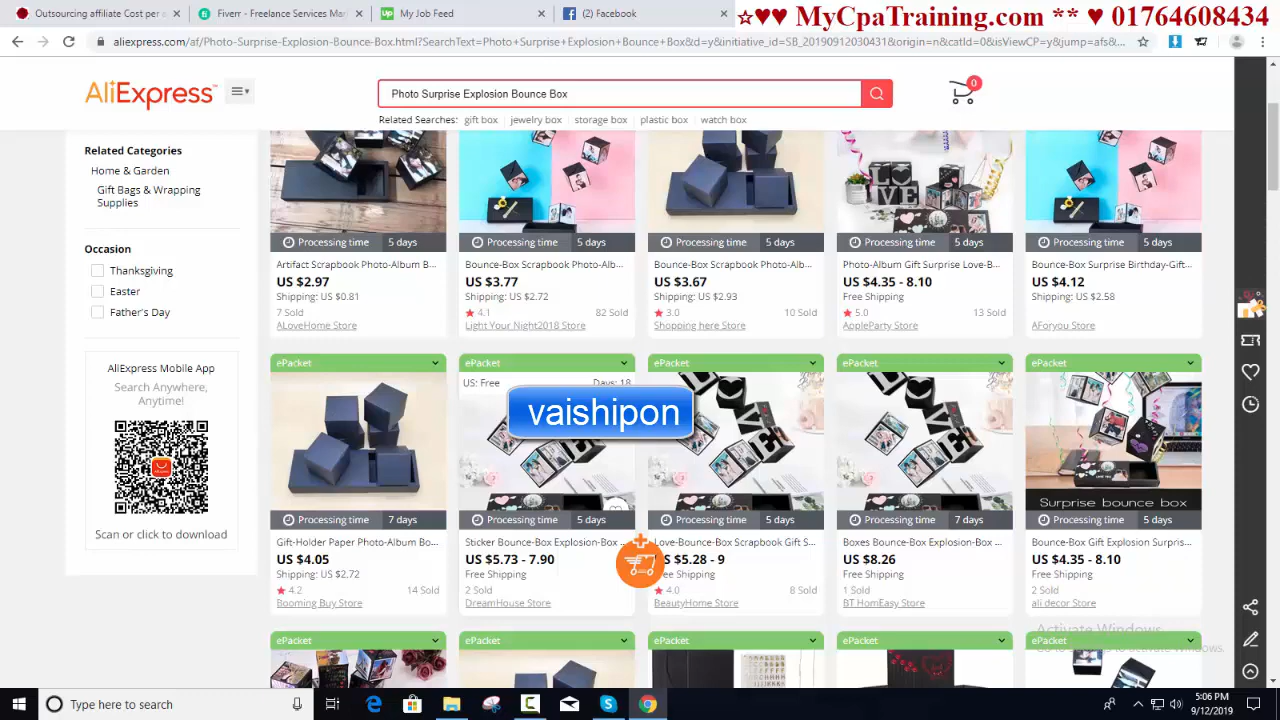 Outsourcing affiliate Cost per
Fiverr - Freelance Services Mar
My Job Feed
(2) Facebook
☆♥♥ MyCpaTraining.com ** ♥ 01764608434
aliexpress.com/af/Photo-Surprise-Explosion-Bounce-Box.html?SearchText=Photo+Surprise+Explosion+Bounce+Box&d=y&initiative_id=SB_20190912030431&origin=n&catId=0&isViewCP=y&jump=afs&...
AliExpress™
Photo Surprise Explosion Bounce Box
0
Related Searches: gift box jewelry box storage box plastic box watch box
Related Categories
Home & Garden
Gift Bags & Wrapping
Supplies
Occasion
Thanksgiving
Easter
Father's Day
AliExpress Mobile App
Search Anywhere,
Anytime!
Scan or click to download
LOVE
Processing time 5 days
Processing time 5 days
Processing time 5 days
Processing time 5 days
Processing time 5 days
Artifact Scrapbook Photo-Album B...
US $2.97
Shipping: US $0.81
7 Sold
ALoveHome Store
Bounce-Box Scrapbook Photo-Alb...
US $3.77
Shipping: US $2.72
4.1 82 Sold
Light Your Night2018 Store
Bounce-Box Scrapbook Photo-Alb...
US $3.67
Shipping: US $2.93
3.0 10 Sold
Shopping here Store
Photo-Album Gift Surprise Love-B...
US $4.35 - 8.10
Free Shipping
5.0 13 Sold
AppleParty Store
Bounce-Box Surprise Birthday-Gift...
US $4.12
Shipping: US $2.58
AForyou Store
ePacket
ePacket
ePacket
ePacket
ePacket
US: Free Days: 18
vaishipon
Surprise bounce box
Processing time 7 days
Processing time 5 days
Processing time 5 days
Processing time 7 days
Processing time 5 days
Gift-Holder Paper Photo-Album Bo...
US $4.05
Shipping: US $2.72
4.2 14 Sold
Booming Buy Store
Sticker Bounce-Box Explosion-Box ...
US $5.73 - 7.90
Free Shipping
2 Sold
DreamHouse Store
Love-Bounce-Box Scrapbook Gift S...
US $5.28 - 9
Free Shipping
4.0 8 Sold
BeautyHome Store
Boxes Bounce-Box Explosion-Box ...
US $8.26
Free Shipping
1 Sold
BT HomEasy Store
Bounce-Box Gift Explosion Surpris...
US $4.35 - 8.10
Free Shipping
2 Sold
ali decor Store
ePacket
ePacket
ePacket
ePacket
ePacket
Activate Windows
Go to Settings to activate Windows.
Type here to search
5:06 PM
9/12/2019